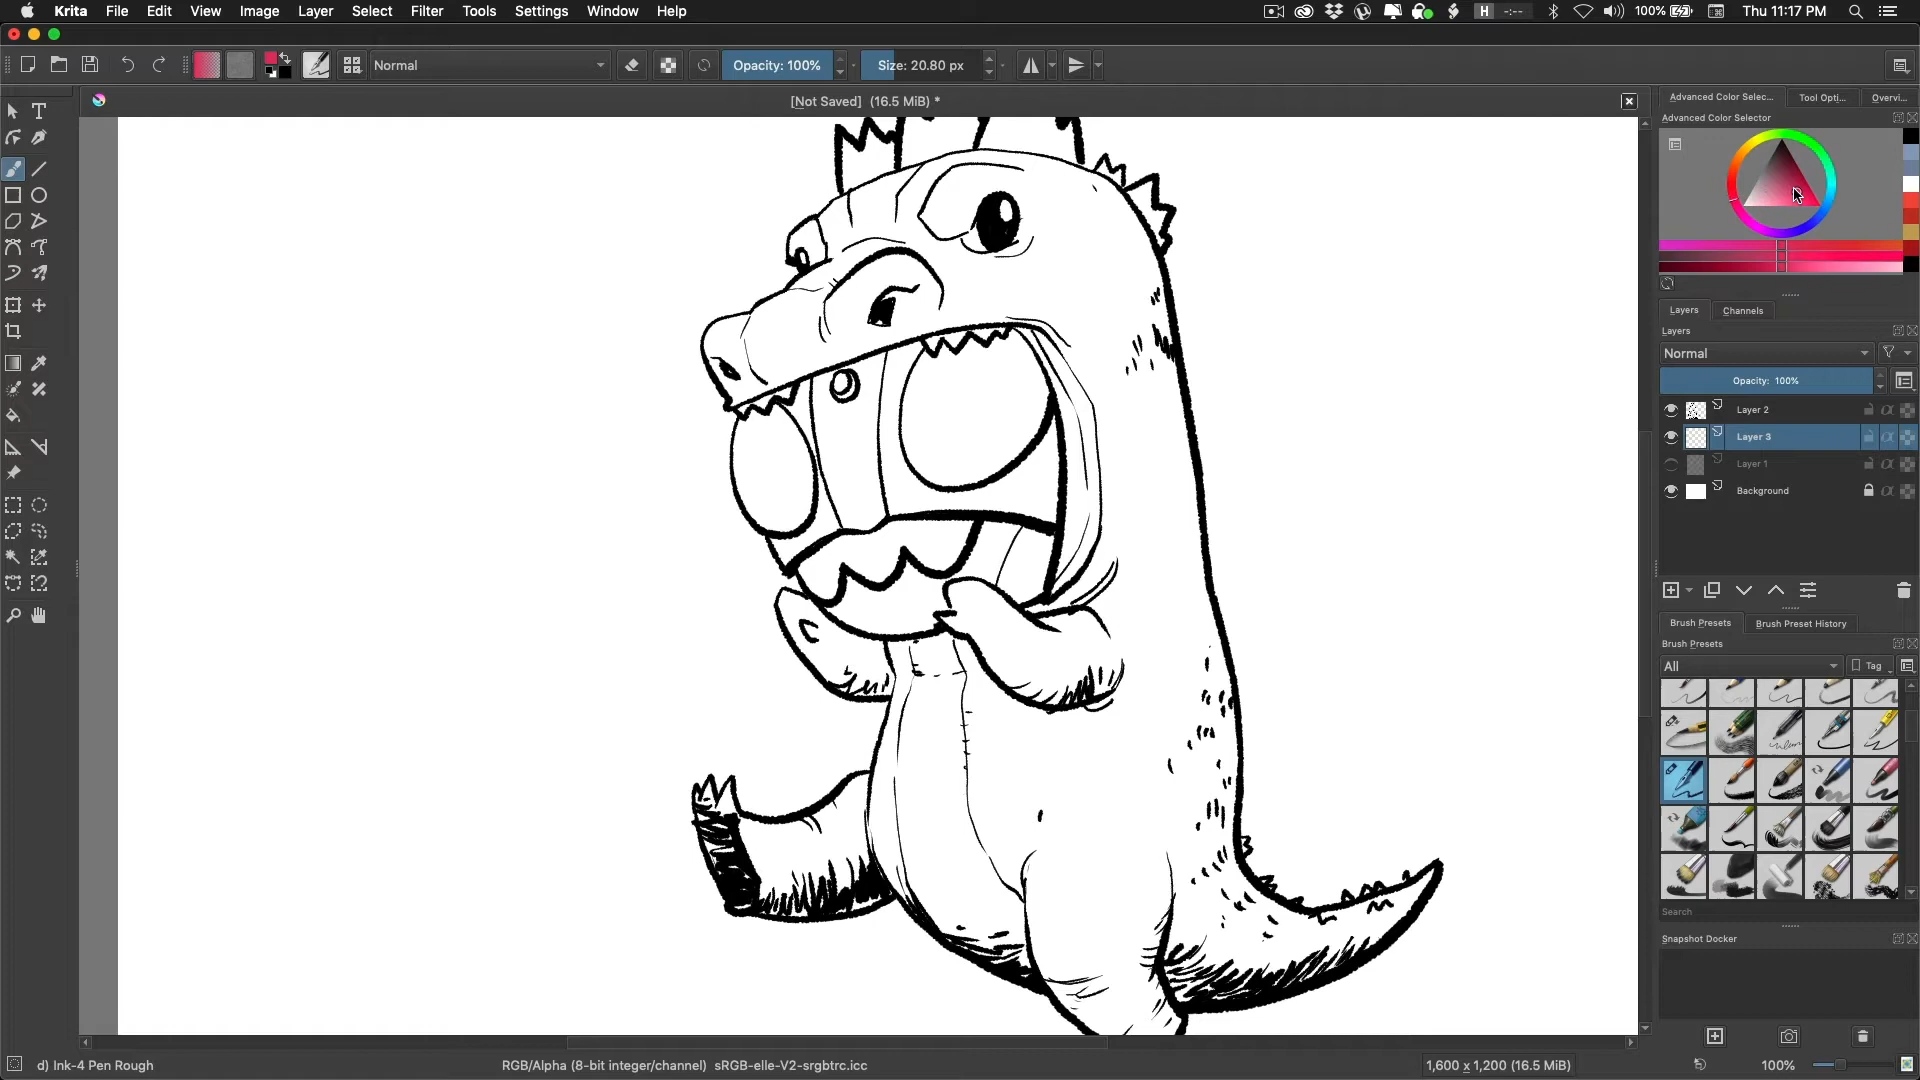 Krita File Edit View Image Layer Select Filter Tools Settings Window Help
H -:-- 100% Thu 11:17 PM
Normal Opacity: 100% Size: 20.80 px
[Not Saved] (16.5 MiB) *
Advanced Color Selec... Tool Opti... Overvi...
Advanced Color Selector
Layers Channels
Layers
Normal
Opacity: 100%
Layer 2
Layer 3
Layer 1
Background
Brush Presets Brush Preset History
Brush Presets
All Tag
Search
Snapshot Docker
d) Ink-4 Pen Rough RGB/Alpha (8-bit integer/channel) sRGB-elle-V2-srgbtrc.icc 1,600 x 1,200 (16.5 MiB) 100%